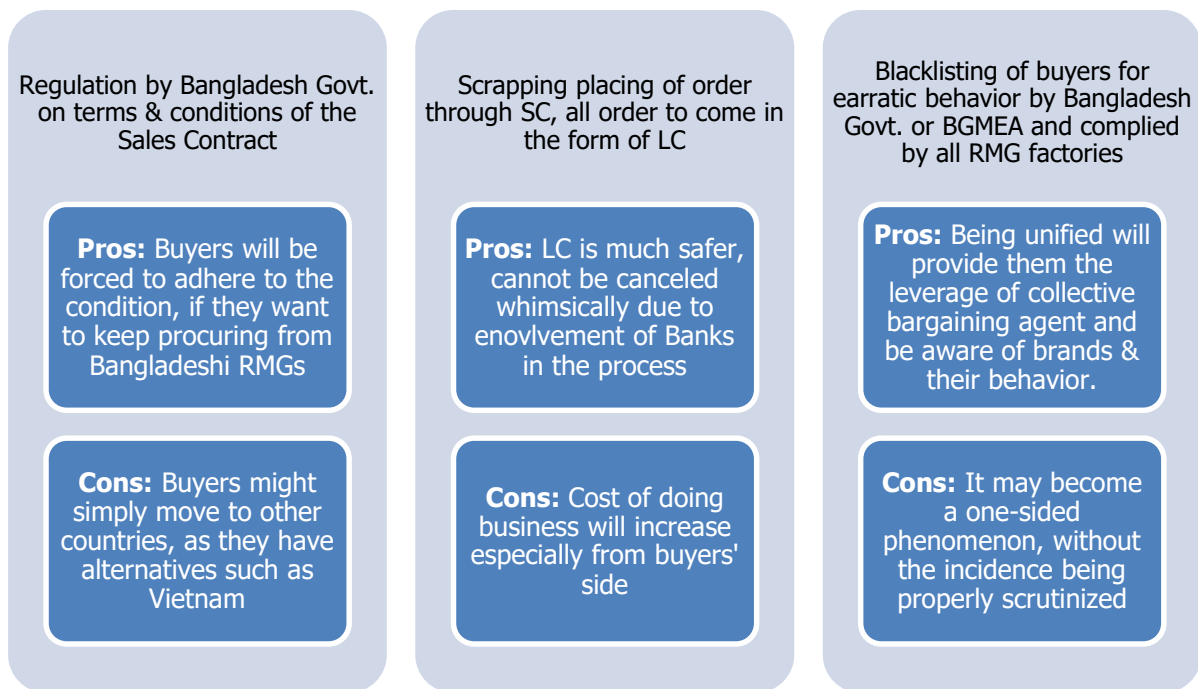 Regulation by Bangladesh Govt.
on terms & conditions of the
Sales Contract
Pros: Buyers will be
forced to adhere to the
condition, if they want
to keep procuring from
Bangladeshi RMGs
Cons: Buyers might
simply move to other
countries, as they have
alternatives such as
Vietnam
Scrapping placing of order
through SC, all order to come in
the form of LC
Pros: LC is much safer,
cannot be canceled
whimsically due to
enovlvement of Banks
in the process
Cons: Cost of doing
business will increase
especially from buyers'
side
Blacklisting of buyers for
earratic behavior by Bangladesh
Govt. or BGMEA and complied
by all RMG factories
Pros: Being unified will
provide them the
leverage of collective
bargaining agent and
be aware of brands &
their behavior.
Cons: It may become
a one-sided
phenomenon, without
the incidence being
properly scrutinized